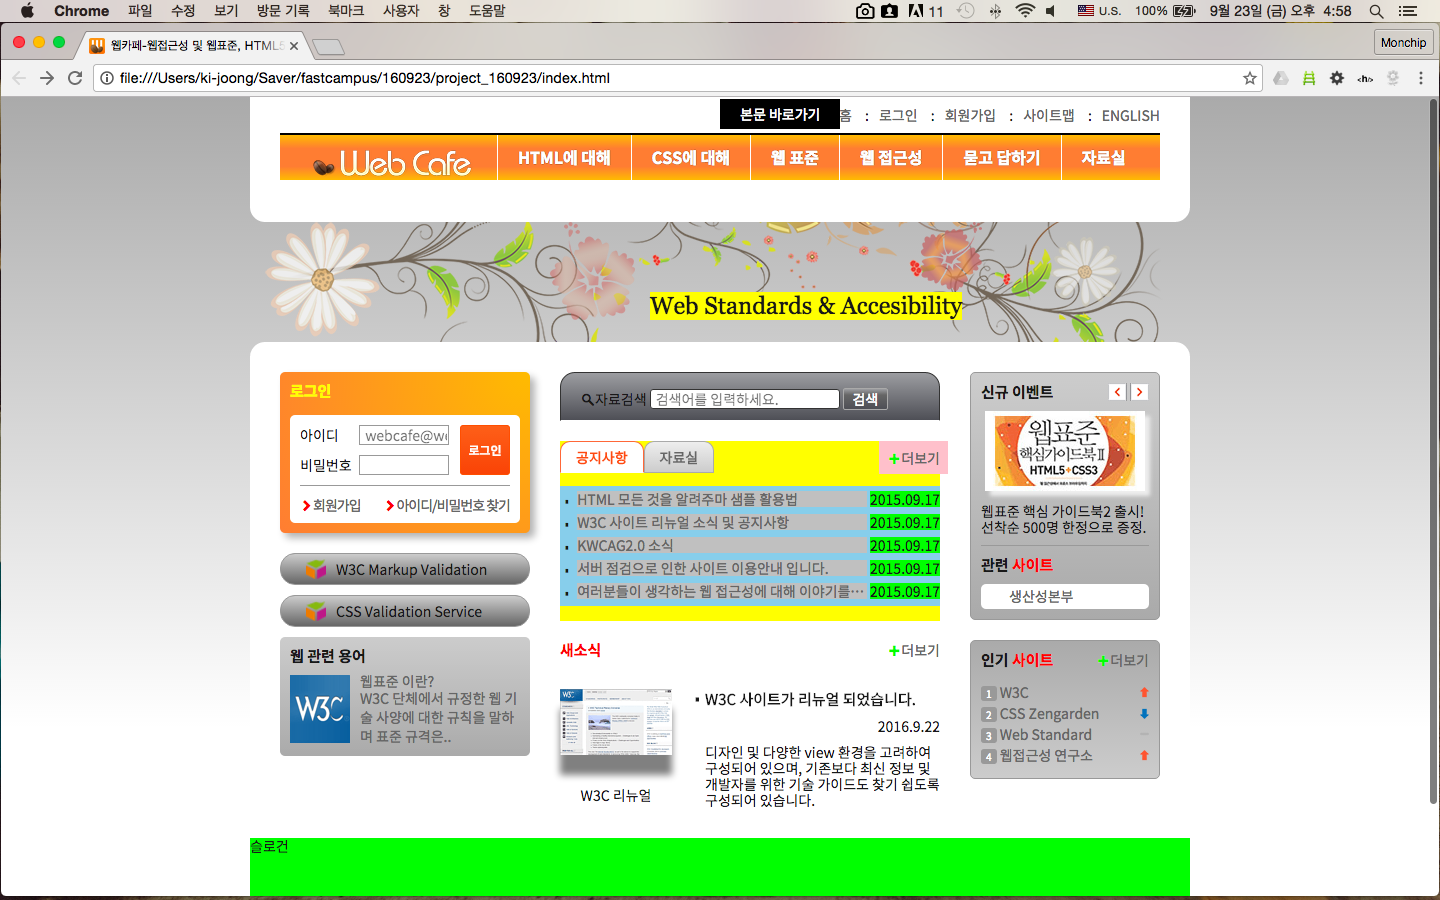 Chrome 파일 수정 보기 방문 기록 북마크 사용자 창 도움말 11 U.S. 100% 9월 23일 (금) 오후 4:58
웹카페-웹접근성 및 웹표준, HTML5 Monchip
file:///Users/ki-joong/Saver/fastcampus/160923/project_160923/index.html
본문 바로가기 홈 : 로그인 : 회원가입 : 사이트맵 : ENGLISH
Web Cafe HTML에 대해 CSS에 대해 웹 표준 웹 접근성 묻고 답하기 자료실
Web Standards & Accesibility
로그인
아이디 webcafe@we
비밀번호
로그인
회원가입 아이디/비밀번호 찾기
W3C Markup Validation
CSS Validation Service
웹 관련 용어
W3C
웹표준 이란?
W3C 단체에서 규정한 웹 기
술 사양에 대한 규칙을 말하
며 표준 규격은..
자료검색 검색어를 입력하세요. 검색
공지사항 자료실 +더보기
HTML 모든 것을 알려주마 샘플 활용법 2015.09.17
W3C 사이트 리뉴얼 소식 및 공지사항 2015.09.17
KWCAG2.0 소식 2015.09.17
서버 점검으로 인한 사이트 이용안내 입니다. 2015.09.17
여러분들이 생각하는 웹 접근성에 대해 이야기를… 2015.09.17
새소식 +더보기
W3C 리뉴얼
W3C 사이트가 리뉴얼 되었습니다.
2016.9.22
디자인 및 다양한 view 환경을 고려하여
구성되어 있으며, 기존보다 최신 정보 및
개발자를 위한 기술 가이드도 찾기 쉽도록
구성되어 있습니다.
신규 이벤트
웹표준
핵심가이드북 II
HTML5+CSS3
웹표준 핵심 가이드북2 출시!
선착순 500명 한정으로 증정.
관련 사이트
생산성본부
인기 사이트 +더보기
1 W3C
2 CSS Zengarden
3 Web Standard
4 웹접근성 연구소
슬로건